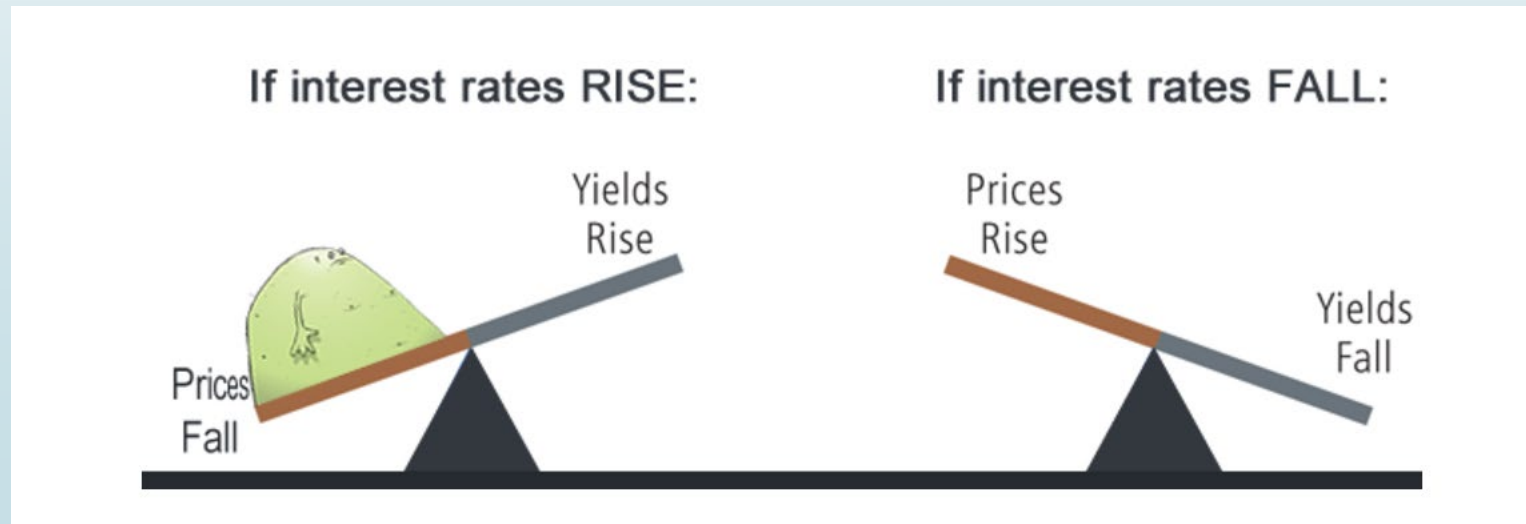 If interest rates RISE:
Yields
Rise
Prices
Fall
If interest rates FALL:
Prices
Rise
Yields
Fall